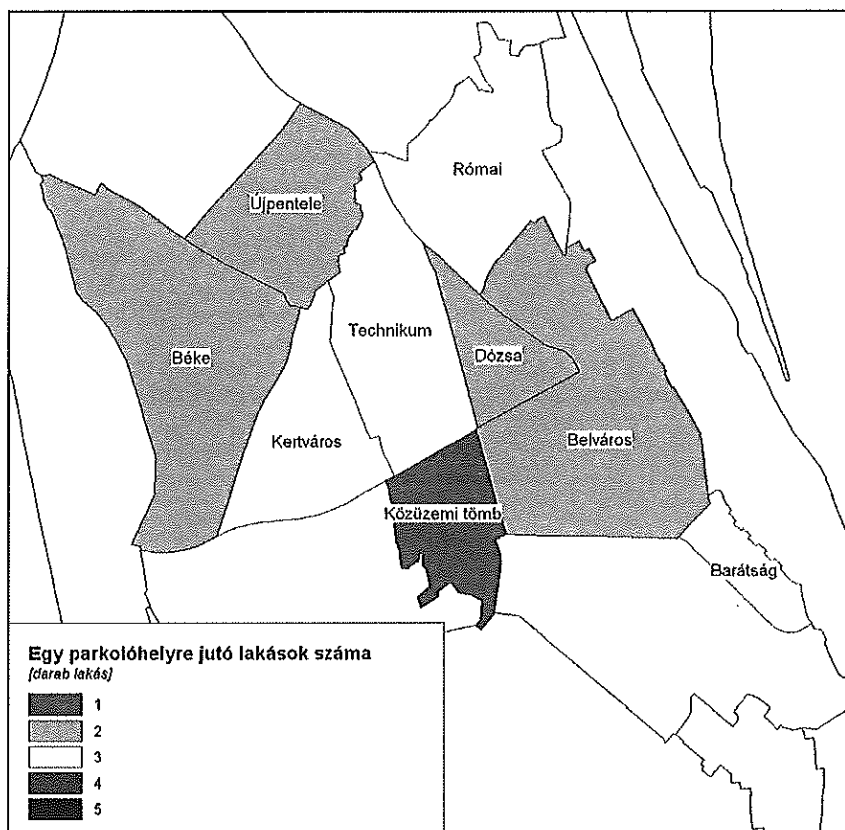 Római
Újpentele
Technikum
Béke
Dózsa
Kertváros
Belváros
Közüzemi tömb
Barátság
Egy parkolóhelyre jutó lakások száma
[darab lakás]
1
2
3
4
5